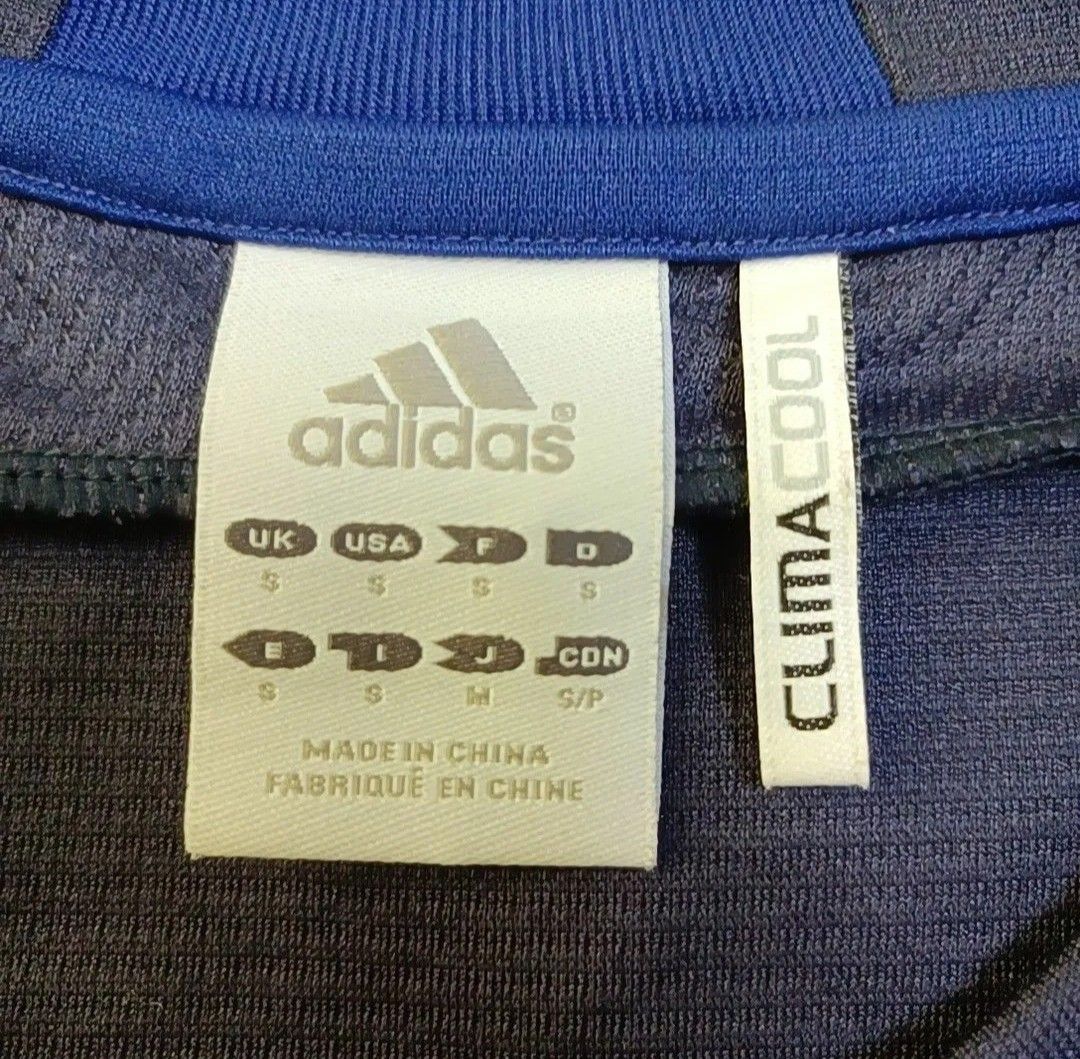 adidas®
UK USA F D
S S S S
E I J CDN
S S M S/P
MADE IN CHINA
FABRIQUÉ EN CHINE
CLIMACOOL